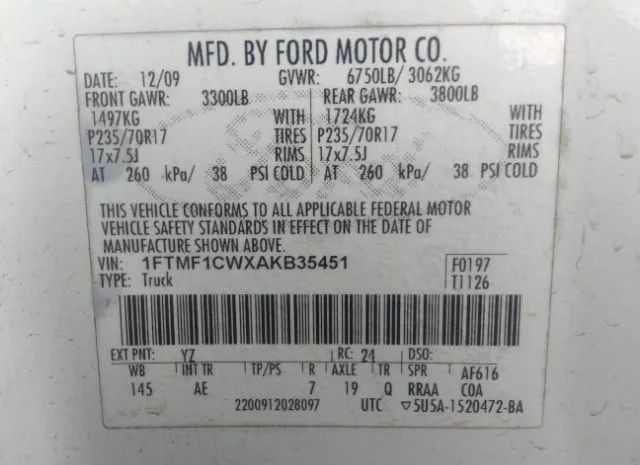 MFD. BY FORD MOTOR CO.
DATE: 12/09 GVWR: 6750LB/ 3062KG
FRONT GAWR: 3300LB REAR GAWR: 3800LB
1497KG WITH 1724KG WITH
P235/70R17 TIRES P235/70R17 TIRES
17x7.5J RIMS 17x7.5J RIMS
AT 260 kPa/ 38 PSI COLD AT 260 kPa/ 38 PSI COLD
THIS VEHICLE CONFORMS TO ALL APPLICABLE FEDERAL MOTOR
VEHICLE SAFETY STANDARDS IN EFFECT ON THE DATE OF
MANUFACTURE SHOWN ABOVE.
VIN: 1FTMF1CWXAKB35451 F0197
TYPE: Truck T1126
EXT PNT: YZ RC: 24 DSO:
WB INT TR TP/PS R AXLE TR SPR AF616
145 AE 7 19 Q RRAA COA
2200912028097 UTC ▽5U5A-1520472-BA